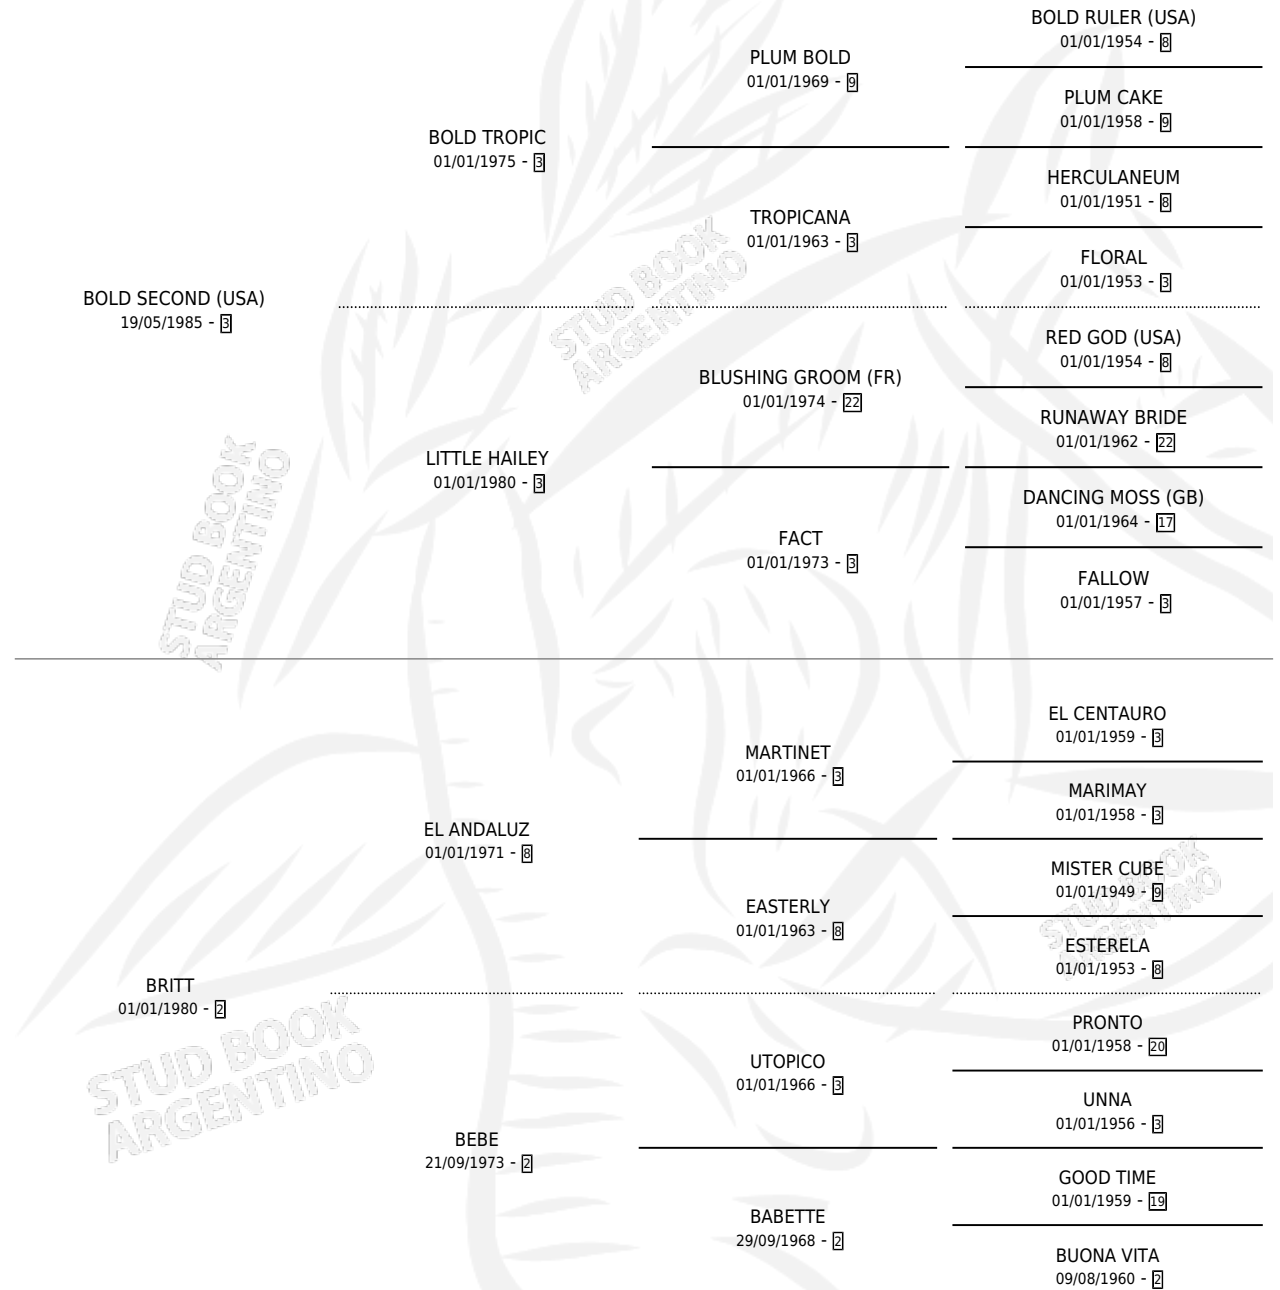 BOLD RULER (USA)
01/01/1954 - 8
PLUM BOLD
01/01/1969 - 9
PLUM CAKE
01/01/1958 - 9
BOLD TROPIC
01/01/1975 - 3
HERCULANEUM
01/01/1951 - 8
TROPICANA
01/01/1963 - 3
FLORAL
01/01/1953 - 3
BOLD SECOND (USA)
19/05/1985 - 3
RED GOD (USA)
01/01/1954 - 8
BLUSHING GROOM (FR)
01/01/1974 - 22
RUNAWAY BRIDE
01/01/1962 - 22
LITTLE HAILEY
01/01/1980 - 3
DANCING MOSS (GB)
01/01/1964 - 17
FACT
01/01/1973 - 3
FALLOW
01/01/1957 - 3
EL CENTAURO
01/01/1959 - 3
MARTINET
01/01/1966 - 3
MARIMAY
01/01/1958 - 3
EL ANDALUZ
01/01/1971 - 8
MISTER CUBE
01/01/1949 - 9
EASTERLY
01/01/1963 - 8
ESTERELA
01/01/1953 - 8
BRITT
01/01/1980 - 2
PRONTO
01/01/1958 - 20
UTOPICO
01/01/1966 - 3
UNNA
01/01/1956 - 3
BEBE
21/09/1973 - 2
GOOD TIME
01/01/1959 - 19
BABETTE
29/09/1968 - 2
BUONA VITA
09/08/1960 - 2
STUD BOOK
ARGENTINO
STUD BOOK
ARGENTINO
STUD BOOK
ARGENTINO
STUD BOOK
ARGENTINO